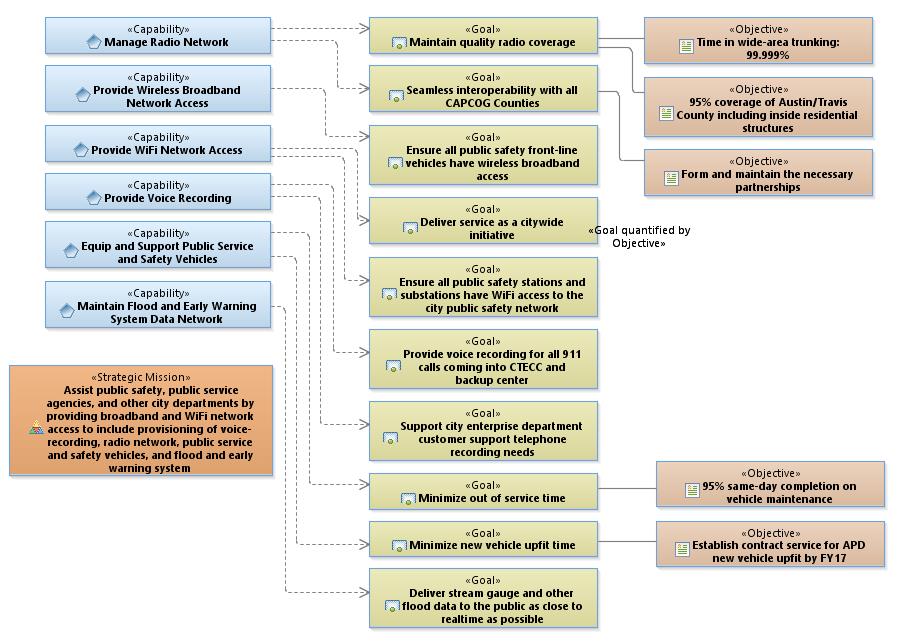 «Capability»
Manage Radio Network
«Capability»
Provide Wireless Broadband
Network Access
«Capability»
Provide WiFi Network Access
«Capability»
Provide Voice Recording
«Capability»
Equip and Support Public Service
and Safety Vehicles
«Capability»
Maintain Flood and Early Warning
System Data Network
«Strategic Mission»
Assist public safety, public service
agencies, and other city departments by
providing broadband and WiFi network
access to include provisioning of voice-
recording, radio network, public service
and safety vehicles, and flood and early
warning system
«Goal»
Maintain quality radio coverage
«Goal»
Seamless interoperability with all
CAPCOG Counties
«Goal»
Ensure all public safety front-line
vehicles have wireless broadband
access
«Goal»
Deliver service as a citywide
initiative
«Goal»
Ensure all public safety stations and
substations have WiFi access to the
city public safety network
«Goal»
Provide voice recording for all 911
calls coming into CTECC and
backup center
«Goal»
Support city enterprise department
customer support telephone
recording needs
«Goal»
Minimize out of service time
«Goal»
Minimize new vehicle upfit time
«Goal»
Deliver stream gauge and other
flood data to the public as close to
realtime as possible
«Objective»
Time in wide-area trunking:
99.999%
«Objective»
95% coverage of Austin/Travis
County including inside residential
structures
«Objective»
Form and maintain the necessary
partnerships
«Goal quantified by
Objective»
«Objective»
95% same-day completion on
vehicle maintenance
«Objective»
Establish contract service for APD
new vehicle upfit by FY17